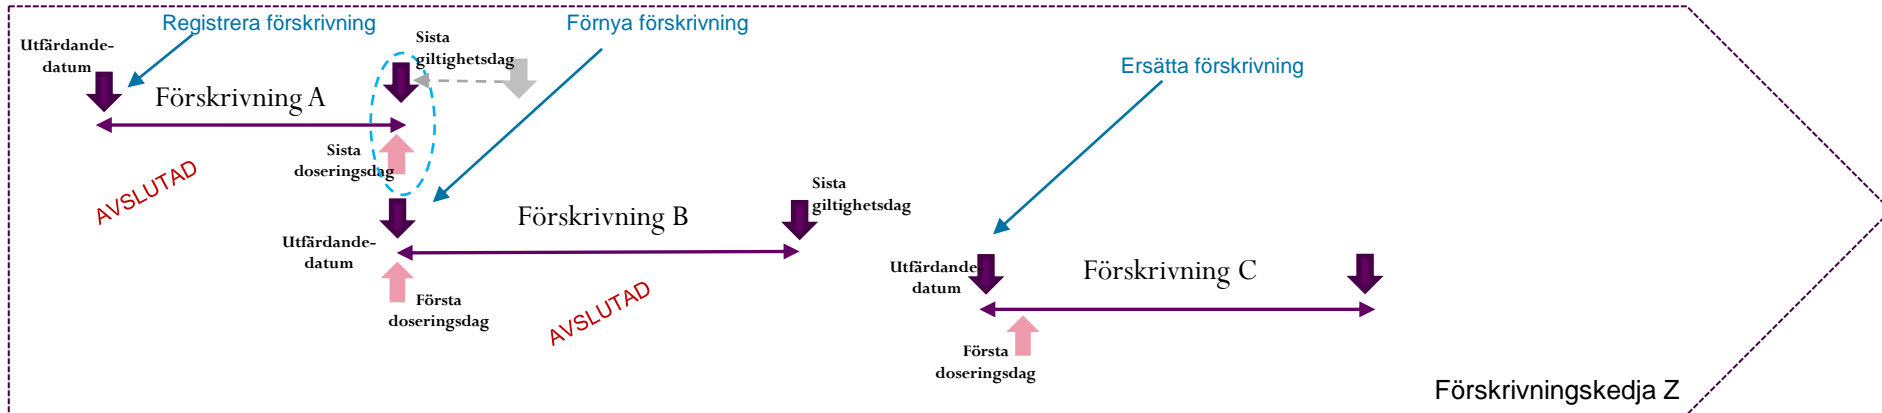 Registrera förskrivning
Förnya förskrivning
Utfärdande-
datum
Sista
giltighetsdag
Ersätta förskrivning
Förskrivning A
Sista
doseringsdag
AVSLUTAD
Sista
giltighetsdag
Förskrivning B
Utfärdande-
datum
Första
doseringsdag
AVSLUTAD
Utfärdande-
datum
Förskrivning C
Första
doseringsdag
Förskrivningskedja Z